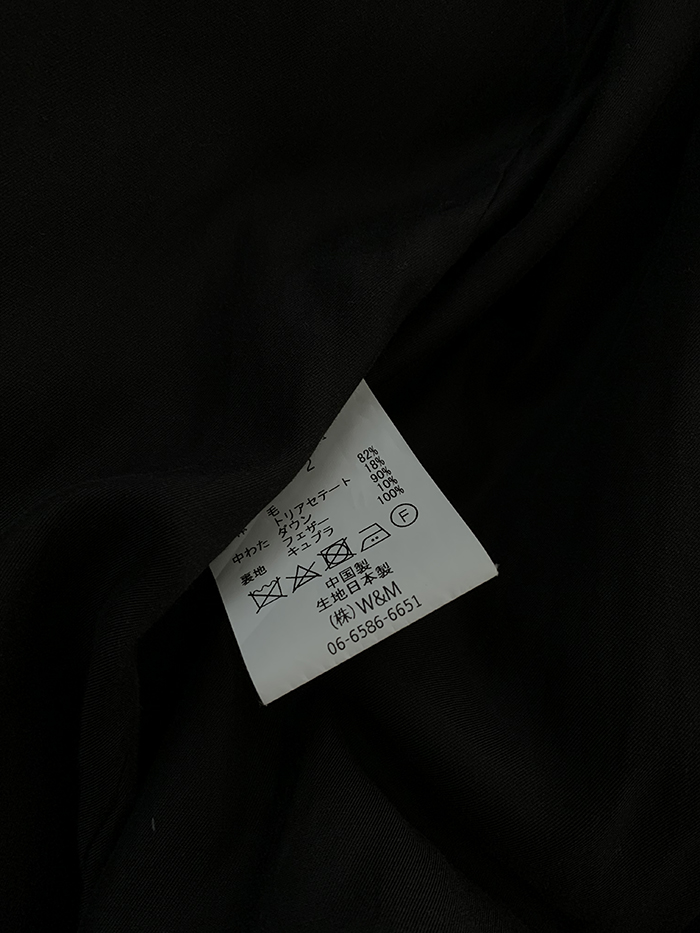 2
毛 82%
トリアセテート 18%
中わた ダウン 90%
フェザー 10%
裏地 キュプラ 100%
F
中国製
生地日本製
(株) W&M
06-6586-6651